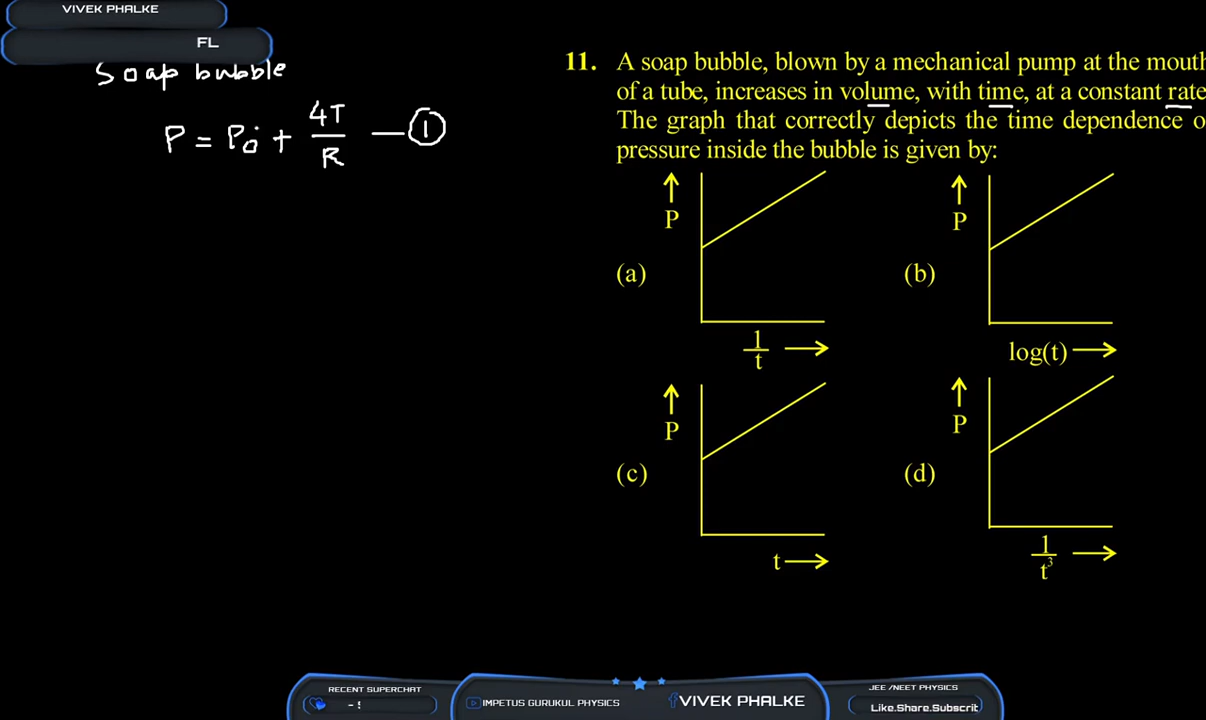 VIVEK PHALKE
FL
Soap bubble
P = P₀ + 4T/R —①
11. A soap bubble, blown by a mechanical pump at the mouth
of a tube, increases in volume, with time, at a constant rate
The graph that correctly depicts the time dependence o
pressure inside the bubble is given by:
P
P
(a)
(b)
1/t
log(t)
P
P
(c)
(d)
t
1/t³
RECENT SUPERCHAT
IMPETUS GURUKUL PHYSICS
VIVEK PHALKE
JEE /NEET PHYSICS
Like.Share.Subscrit